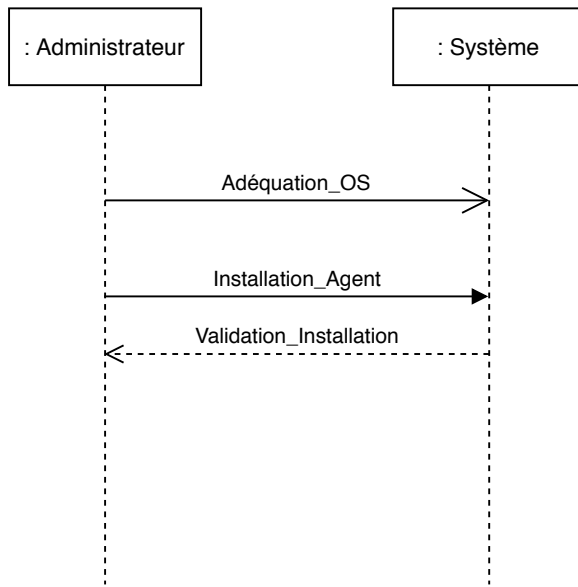 : Administrateur
: Système
Adéquation_OS
Installation_Agent
Validation_Installation